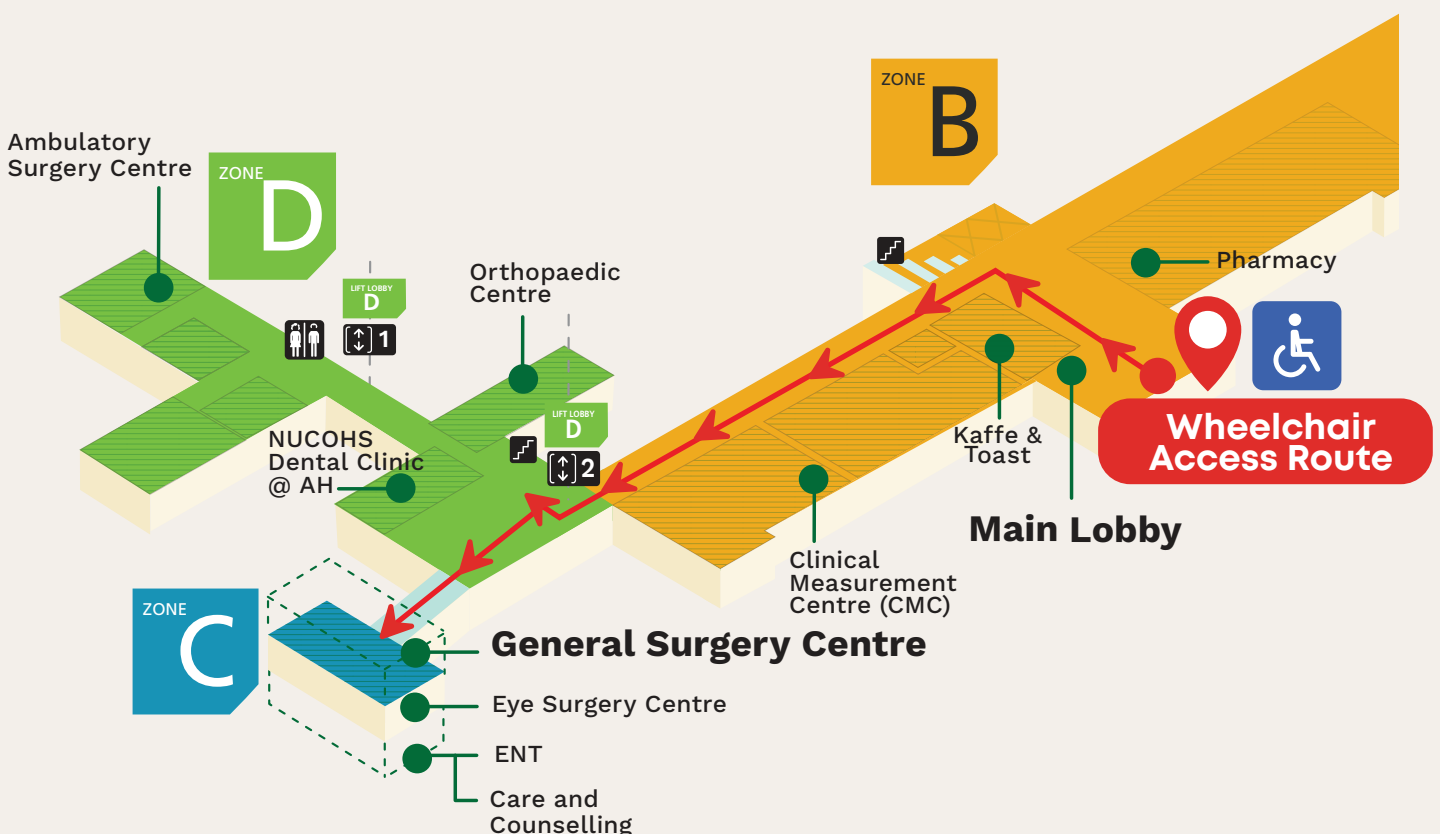 ZONE
B
Ambulatory
Surgery Centre
ZONE
D
Orthopaedic
Centre
LIFT LOBBY
D
1
Pharmacy
LIFT LOBBY
D
2
NUCOHS
Dental Clinic
@ AH
Kaffe &
Toast
Wheelchair
Access Route
Main Lobby
Clinical
Measurement
Centre (CMC)
ZONE
C
General Surgery Centre
Eye Surgery Centre
ENT
Care and
Counselling